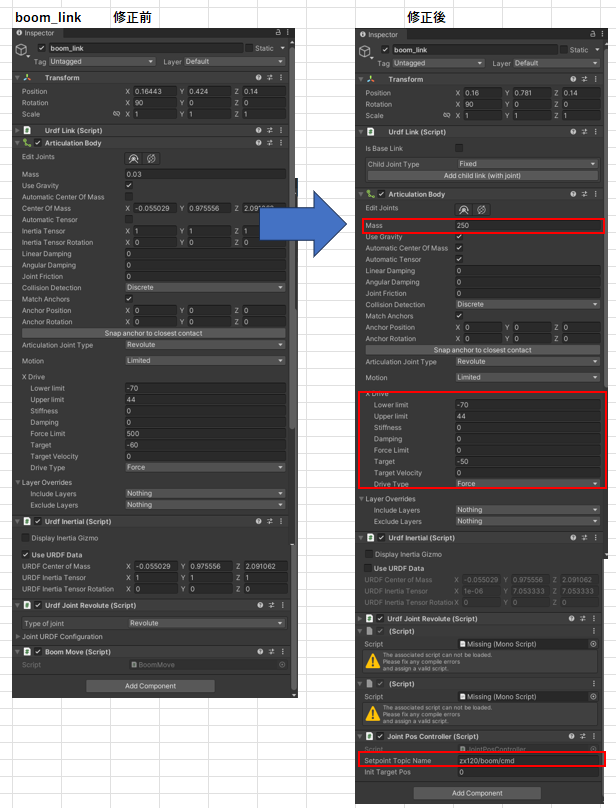 boom_link 修正前
Inspector
boom_link Static
Tag Untagged Layer Default
Transform
Position X 0.16443 Y 0.424 Z 0.14
Rotation X 90 Y 0 Z 0
Scale X 1 Y 1 Z 1
Urdf Link (Script)
Articulation Body
Edit Joints
Mass 0.03
Use Gravity
Automatic Center Of Mass
Center Of Mass X -0.055029 Y 0.975556 Z 2.091062
Automatic Tensor
Inertia Tensor X 1 Y 1 Z 1
Inertia Tensor Rotation X 0 Y 0 Z 0
Linear Damping 0
Angular Damping 0
Joint Friction 0
Collision Detection Discrete
Match Anchors
Anchor Position X 0 Y 0 Z 0
Anchor Rotation X 0 Y 0 Z 0
Snap anchor to closest contact
Articulation Joint Type Revolute
Motion Limited
X Drive
Lower limit -70
Upper limit 44
Stiffness 0
Damping 0
Force Limit 500
Target -60
Target Velocity 0
Drive Type Force
Layer Overrides
Include Layers Nothing
Exclude Layers Nothing
Urdf Inertial (Script)
Display Inertia Gizmo
Use URDF Data
URDF Center of Mass X -0.055029 Y 0.975556 Z 2.091062
URDF Inertia Tensor X 1 Y 1 Z 1
URDF Inertia Tensor Rotation X 0 Y 0 Z 0
Urdf Joint Revolute (Script)
Type of joint Revolute
Joint URDF Configuration
Boom Move (Script)
Script BoomMove
Add Component
修正後
Inspector
boom_link Static
Tag Untagged Layer Default
Transform
Position X 0.16 Y 0.781 Z 0.14
Rotation X 90 Y 0 Z 0
Scale X 1 Y 1 Z 1
Urdf Link (Script)
Is Base Link
Child Joint Type Fixed
Add child link (with joint)
Articulation Body
Edit Joints
Mass 250
Use Gravity
Automatic Center Of Mass
Automatic Tensor
Linear Damping 0
Angular Damping 0
Joint Friction 0
Collision Detection Discrete
Match Anchors
Anchor Position X 0 Y 0 Z 0
Anchor Rotation X 0 Y 0 Z 0
Snap anchor to closest contact
Articulation Joint Type Revolute
Motion Limited
X Drive
Lower limit -70
Upper limit 44
Stiffness 0
Damping 0
Force Limit 0
Target -50
Target Velocity 0
Drive Type Force
Layer Overrides
Include Layers Nothing
Exclude Layers Nothing
Urdf Inertial (Script)
Display Inertia Gizmo
Use URDF Data
URDF Center of Mass X -0.055029 Y 0.975556 Z 2.091062
URDF Inertia Tensor X 1e-06 Y 7.053333 Z 7.053333
URDF Inertia Tensor Rotation X 0 Y 0 Z 0
Urdf Joint Revolute (Script)
(Script)
Script Missing (Mono Script)
The associated script can not be loaded.
Please fix any compile errors
and assign a valid script.
(Script)
Script Missing (Mono Script)
The associated script can not be loaded.
Please fix any compile errors
and assign a valid script.
Joint Pos Controller (Script)
Script JointPosController
Setpoint Topic Name zx120/boom/cmd
Init Target Pos 0
Add Component